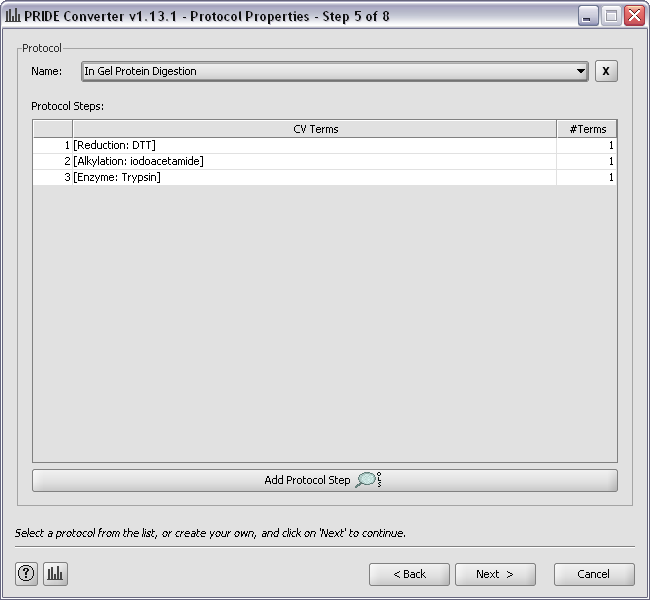 PRIDE Converter v1.13.1 - Protocol Properties - Step 5 of 8
Protocol
Name: In Gel Protein Digestion X
Protocol Steps:
CV Terms #Terms
1 [Reduction: DTT] 1
2 [Alkylation: iodoacetamide] 1
3 [Enzyme: Trypsin] 1
Add Protocol Step OLS
Select a protocol from the list, or create your own, and click on 'Next' to continue.
? < Back Next > Cancel